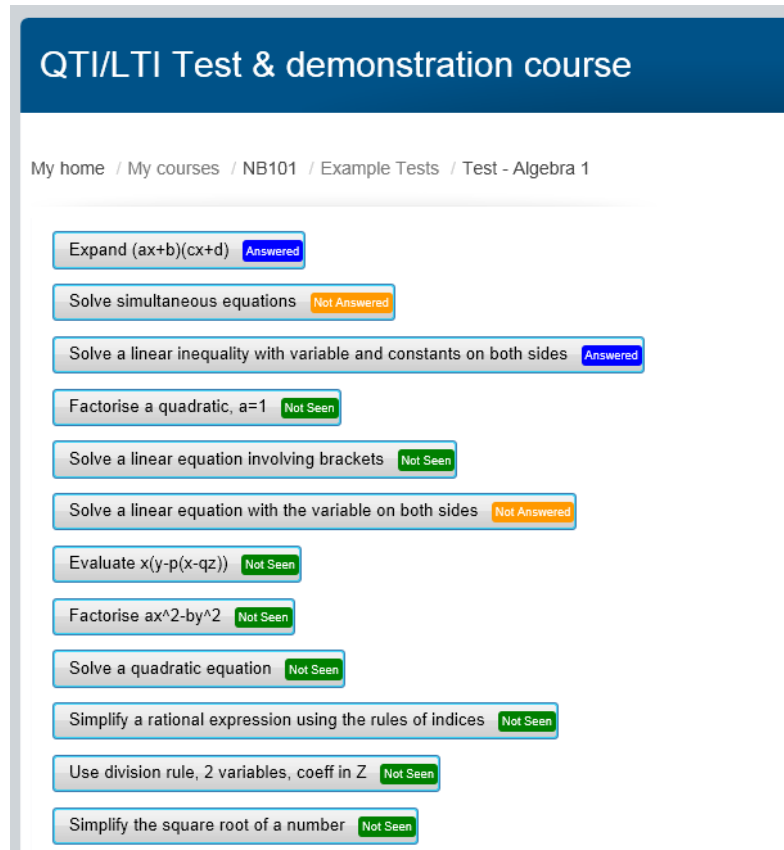 QTI/LTI Test & demonstration course
My home / My courses / NB101 / Example Tests / Test - Algebra 1
Expand (ax+b)(cx+d) Answered
Solve simultaneous equations Not Answered
Solve a linear inequality with variable and constants on both sides Answered
Factorise a quadratic, a=1 Not Seen
Solve a linear equation involving brackets Not Seen
Solve a linear equation with the variable on both sides Not Answered
Evaluate x(y-p(x-qz)) Not Seen
Factorise ax^2-by^2 Not Seen
Solve a quadratic equation Not Seen
Simplify a rational expression using the rules of indices Not Seen
Use division rule, 2 variables, coeff in Z Not Seen
Simplify the square root of a number Not Seen